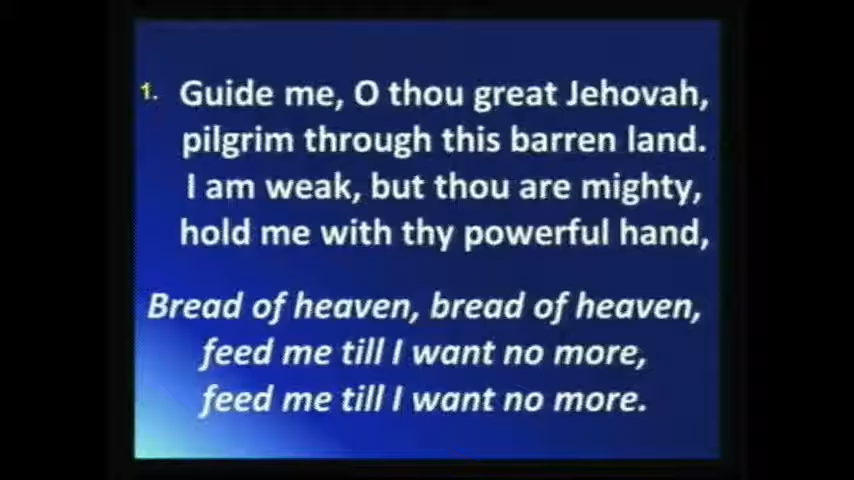 1. Guide me, O thou great Jehovah,
pilgrim through this barren land.
I am weak, but thou are mighty,
hold me with thy powerful hand,
Bread of heaven, bread of heaven,
feed me till I want no more,
feed me till I want no more.